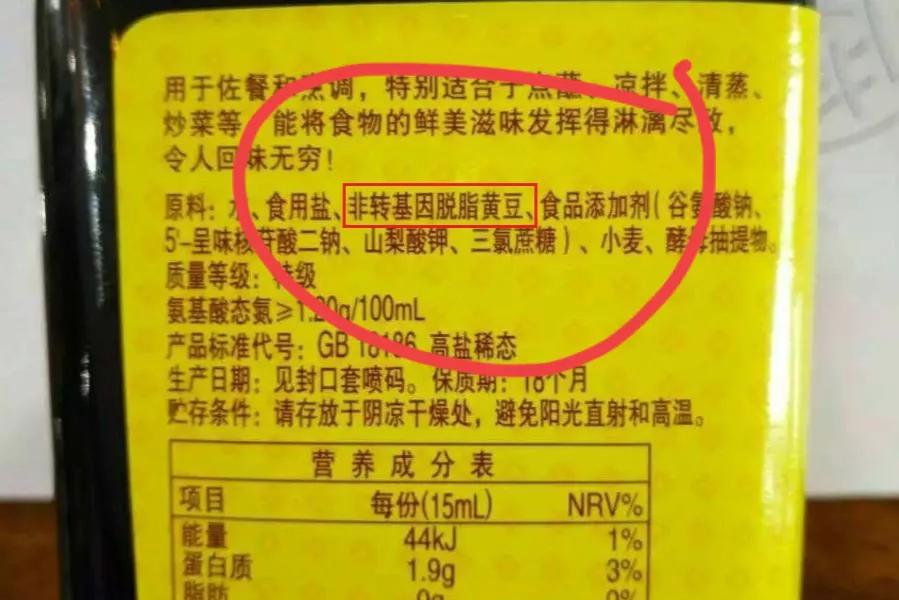 用于佐餐和烹调，特别适合于点蘸、凉拌、清蒸、
炒菜等，能将食物的鲜美滋味发挥得淋漓尽致，
令人回味无穷！
原料：水、食用盐、非转基因脱脂黄豆、食品添加剂（谷氨酸钠、
5'-呈味核苷酸二钠、山梨酸钾、三氯蔗糖）、小麦、酵母抽提物。
质量等级：特级
氨基酸态氮≥1.20g/100mL
产品标准代号：GB 18186 高盐稀态
生产日期：见封口套喷码。保质期：18个月
贮存条件：请存放于阴凉干燥处，避免阳光直射和高温。
营养成分表
项目 每份(15mL) NRV%
能量 44kJ 1%
蛋白质 1.9g 3%
脂肪 0g 0%